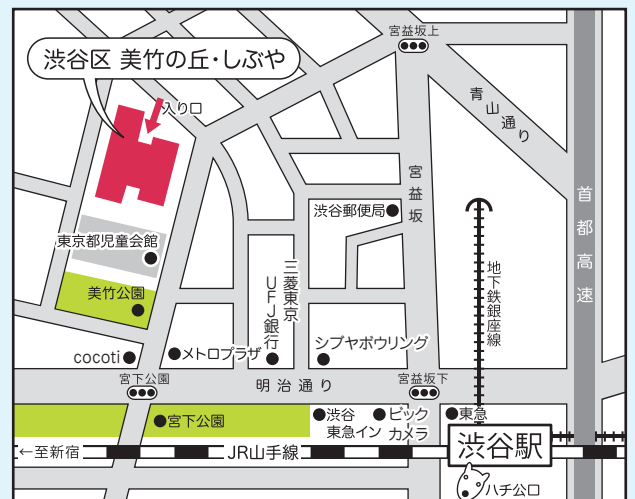 宮益坂上
渋谷区 美竹の丘・しぶや
入り口
青山通り
宮益坂
首都高速
渋谷郵便局
東京都児童会館
地下鉄銀座線
三菱東京
UFJ銀行
美竹公園
シブヤボウリング
cocoti
メトロプラザ
宮下公園
明治通り
宮益坂下
宮下公園
渋谷
東急イン
ビック
カメラ
東急
渋谷駅
←至新宿
JR山手線
ハチ公口